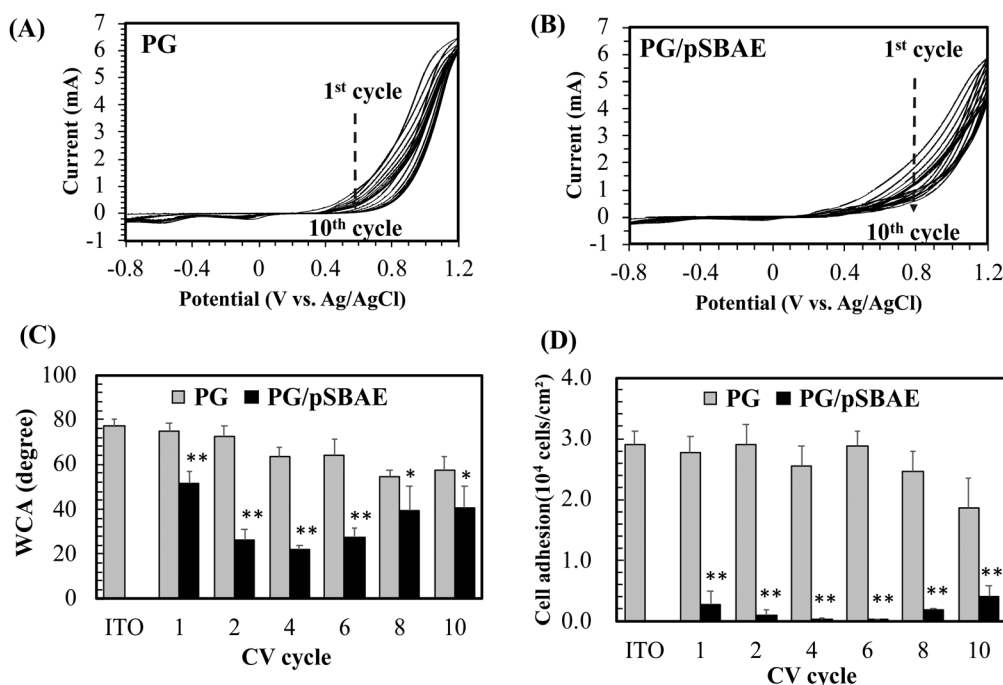 (A)
PG
7
6
5
4
3
2
1
0
-1
Current (mA)
1st cycle
10th cycle
-0.8 -0.4 0 0.4 0.8 1.2
Potential (V vs. Ag/AgCl)
(B)
PG/pSBAE
7
6
5
4
3
2
1
0
-1
Current (mA)
1st cycle
10th cycle
-0.8 -0.4 0 0.4 0.8 1.2
Potential (V vs. Ag/AgCl)
(C)
100
80
60
40
20
0
WCA (degree)
PG PG/pSBAE
** ** ** ** * *
ITO 1 2 4 6 8 10
CV cycle
(D)
4.0
3.0
2.0
1.0
0.0
Cell adhesion(10⁴ cells/cm²)
PG PG/pSBAE
** ** ** ** ** **
ITO 1 2 4 6 8 10
CV cycle